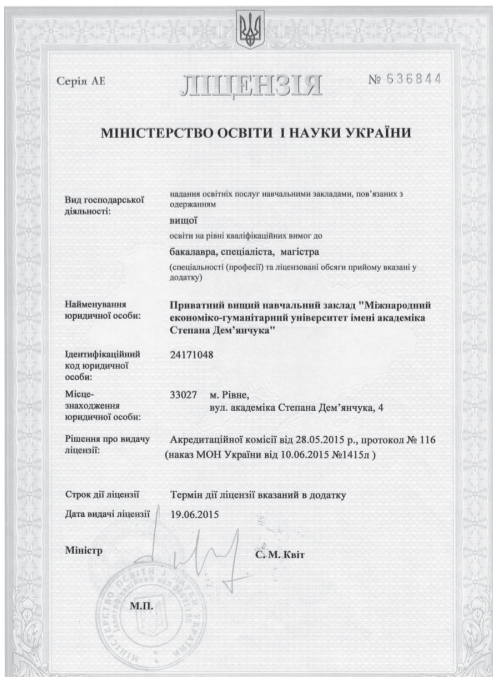 Серія АЕ
ЛІЦЕНЗІЯ
№ 636844
МІНІСТЕРСТВО ОСВІТИ І НАУКИ УКРАЇНИ
Вид господарської
діяльності:
надання освітніх послуг навчальними закладами, пов'язаних з
одержанням
вищої
освіти на рівні кваліфікаційних вимог до
бакалавра, спеціаліста, магістра
(спеціальності (професії) та ліцензовані обсяги прийому вказані у
додатку)
Найменування
юридичної особи:
Приватний вищий навчальний заклад "Міжнародний
економіко-гуманітарний університет імені академіка
Степана Дем'янчука"
Ідентифікаційний
код юридичної
особи:
24171048
Місце-
знаходження
юридичної особи:
33027 м. Рівне,
вул. академіка Степана Дем'янчука, 4
Рішення про видачу
ліцензії:
Акредитаційної комісії від 28.05.2015 р., протокол № 116
(наказ МОН України від 10.06.2015 №1415л )
Строк дії ліцензії
Термін дії ліцензії вказаний в додатку
Дата видачі ліцензії
19.06.2015
Міністр
С. М. Квіт
М.П.